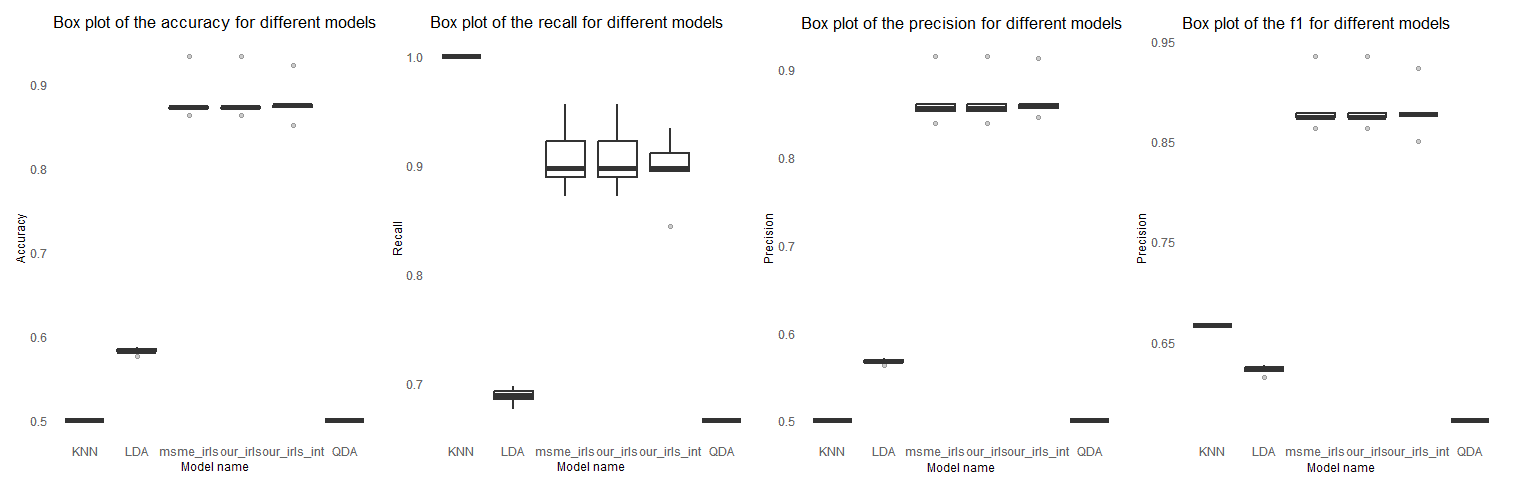 Box plot of the accuracy for different models
Accuracy
0.9
0.8
0.7
0.6
0.5
KNN LDA msme_irls our_irls our_irls_int QDA
Model name
Box plot of the recall for different models
Recall
1.0
0.9
0.8
0.7
KNN LDA msme_irls our_irls our_irls_int QDA
Model name
Box plot of the precision for different models
Precision
0.9
0.8
0.7
0.6
0.5
KNN LDA msme_irls our_irls our_irls_int QDA
Model name
Box plot of the f1 for different models
Precision
0.95
0.85
0.75
0.65
KNN LDA msme_irls our_irls our_irls_int QDA
Model name